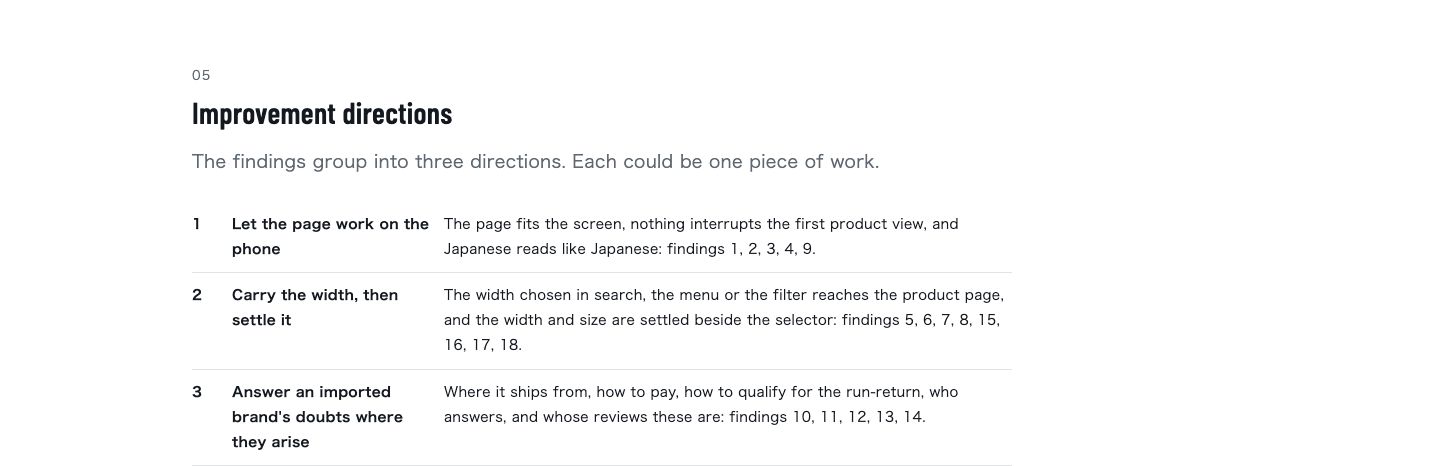 05
Improvement directions
The findings group into three directions. Each could be one piece of work.
1 Let the page work on the phone
The page fits the screen, nothing interrupts the first product view, and
Japanese reads like Japanese: findings 1, 2, 3, 4, 9.
2 Carry the width, then settle it
The width chosen in search, the menu or the filter reaches the product page,
and the width and size are settled beside the selector: findings 5, 6, 7, 8, 15,
16, 17, 18.
3 Answer an imported brand's doubts where they arise
Where it ships from, how to pay, how to qualify for the run-return, who
answers, and whose reviews these are: findings 10, 11, 12, 13, 14.